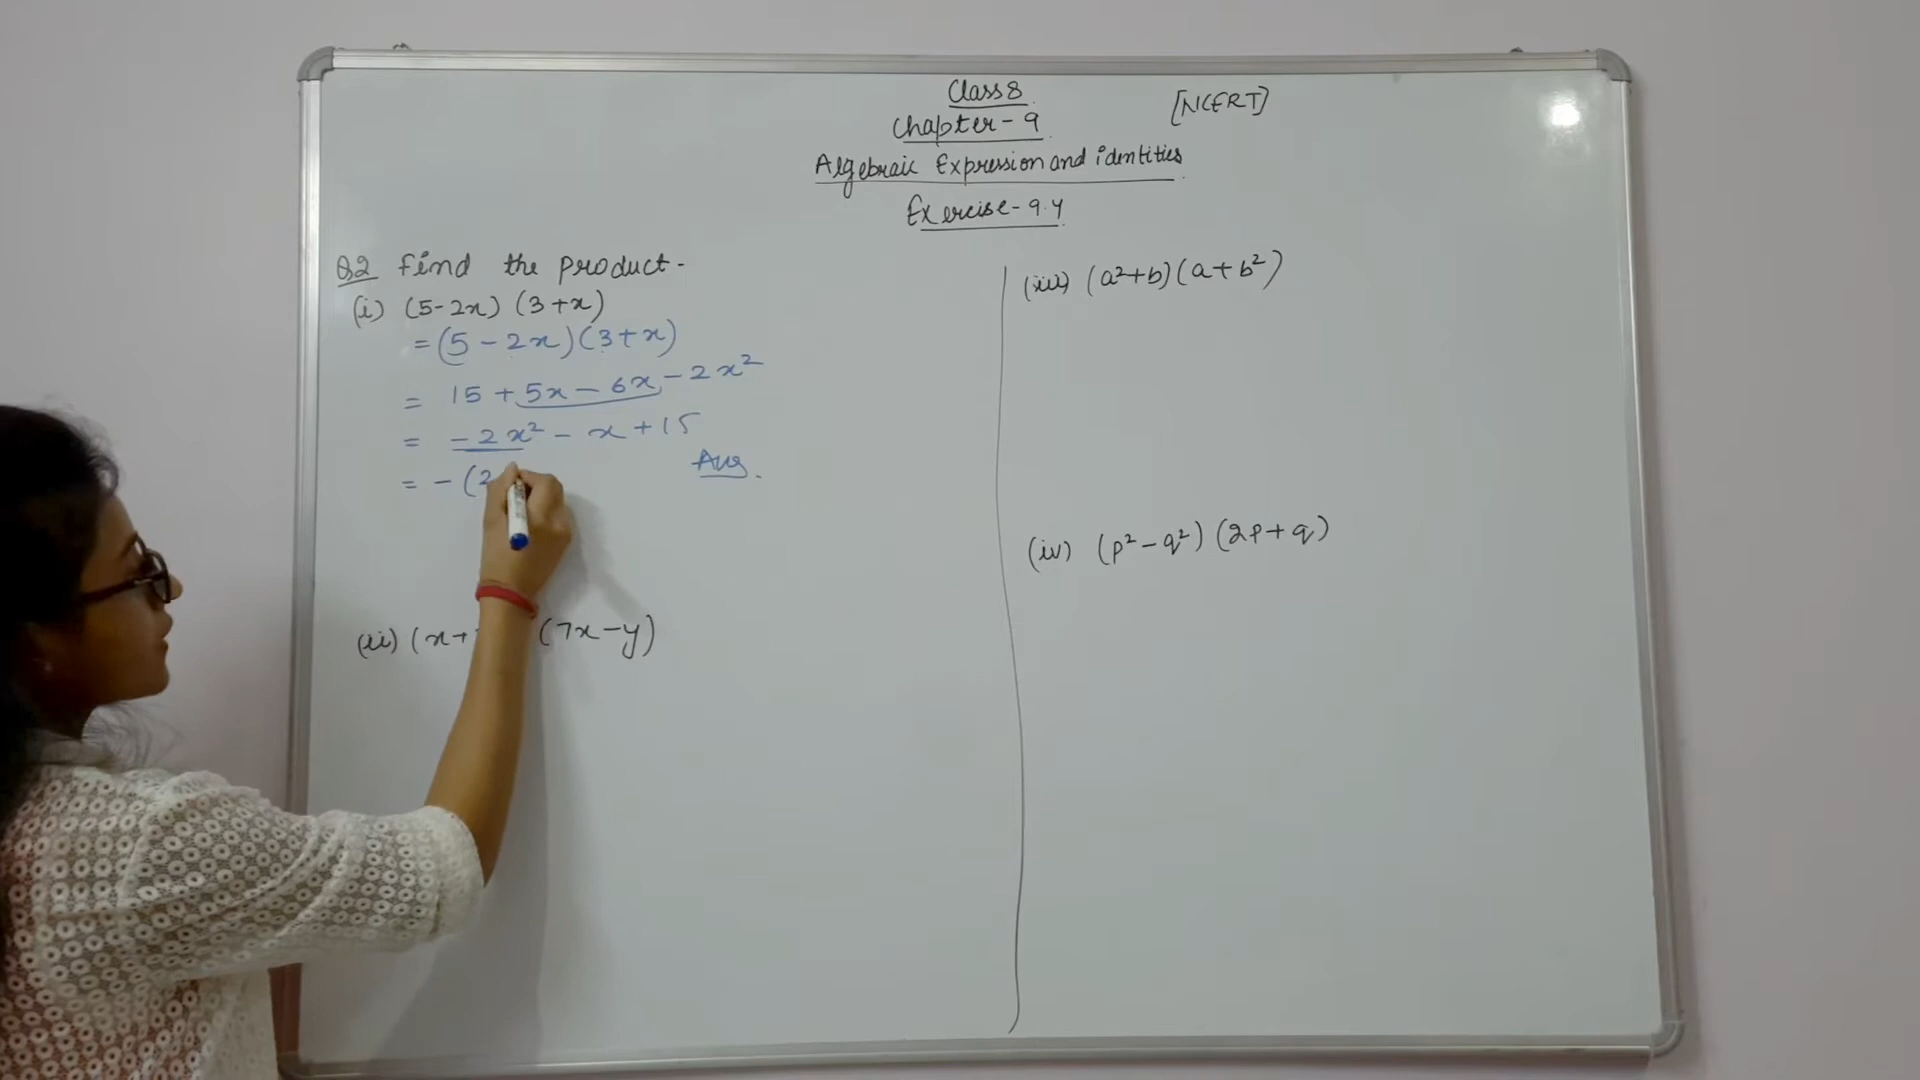 Class 8
[NCERT]
Chapter - 9
Algebraic Expression and identities
Exercise - 9.4
Q2 Find the product -
(i) (5-2x) (3+x)
= (5 - 2x)(3+x)
= 15 + 5x - 6x - 2x²
= -2x² - x + 15
Ans.
= - (2
(ii) (x+ (7x-y)
(iii) (a²+b)(a+b²)
(iv) (p²-q²) (2p+q)